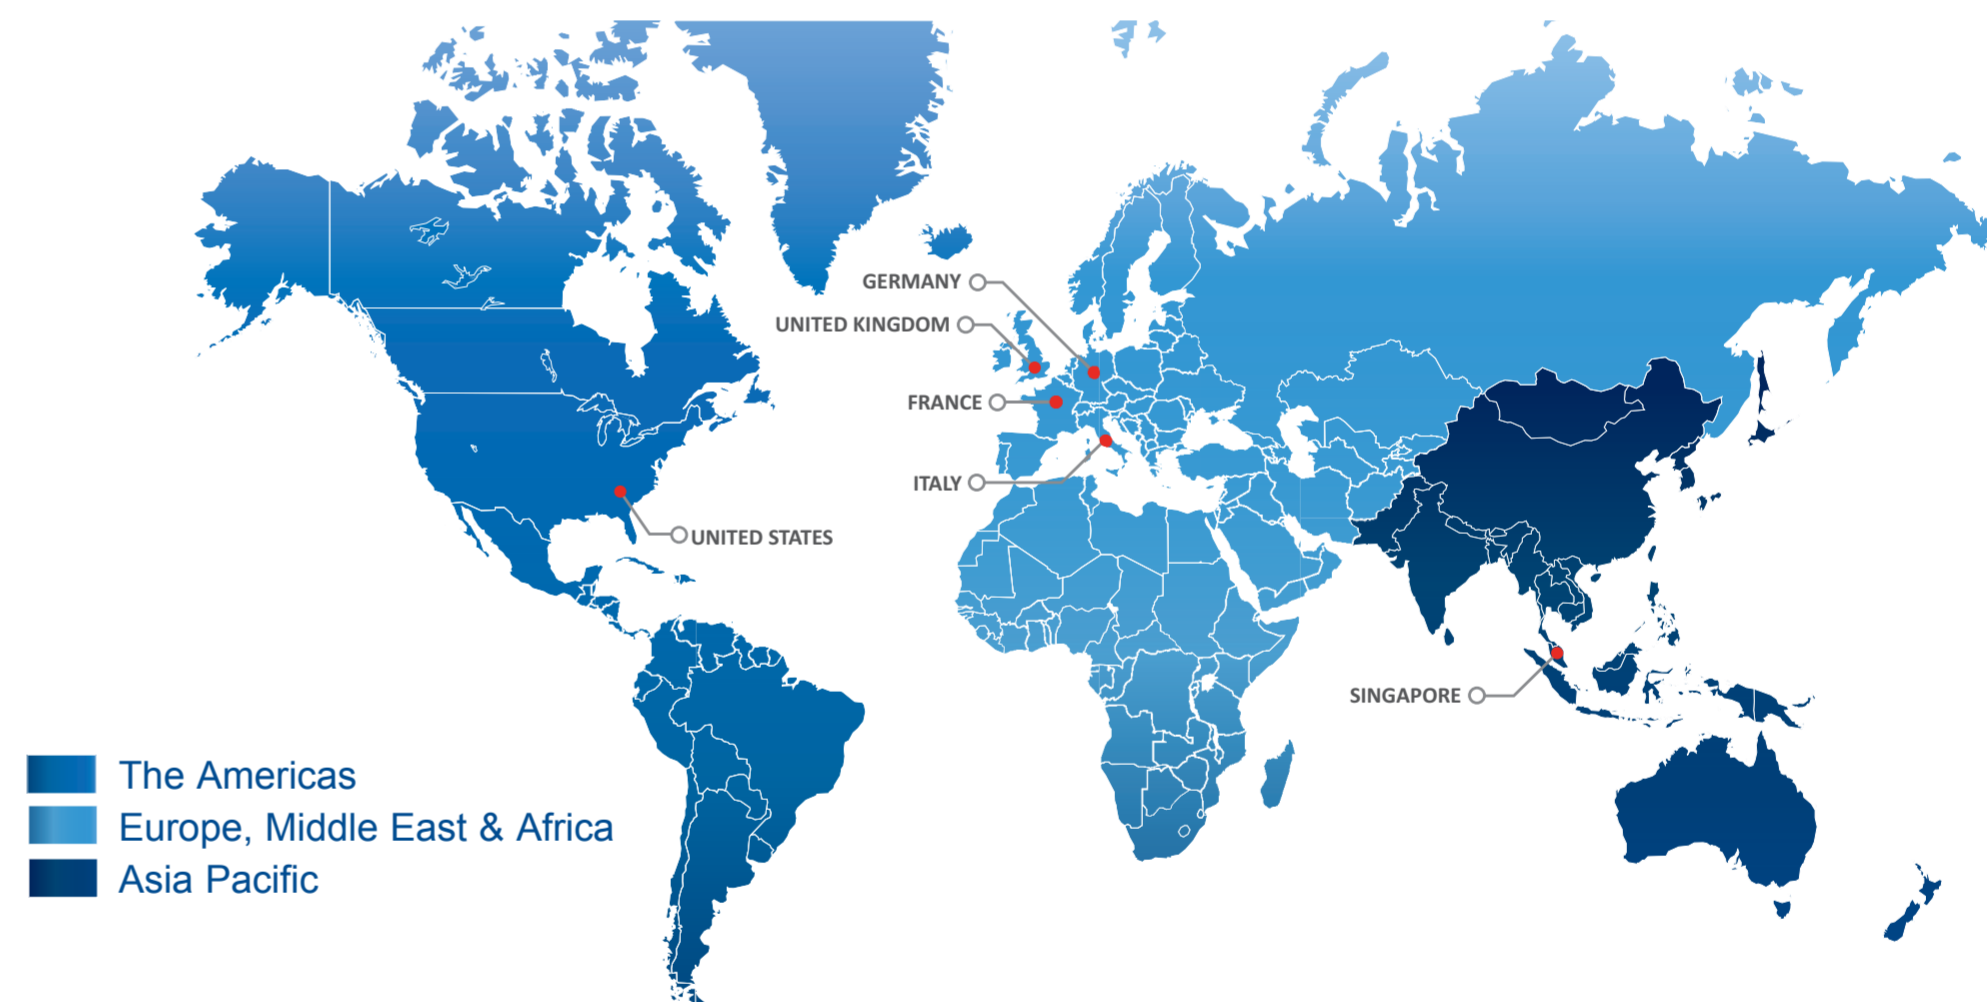 GERMANY
UNITED KINGDOM
FRANCE
ITALY
UNITED STATES
SINGAPORE
The Americas
Europe, Middle East & Africa
Asia Pacific